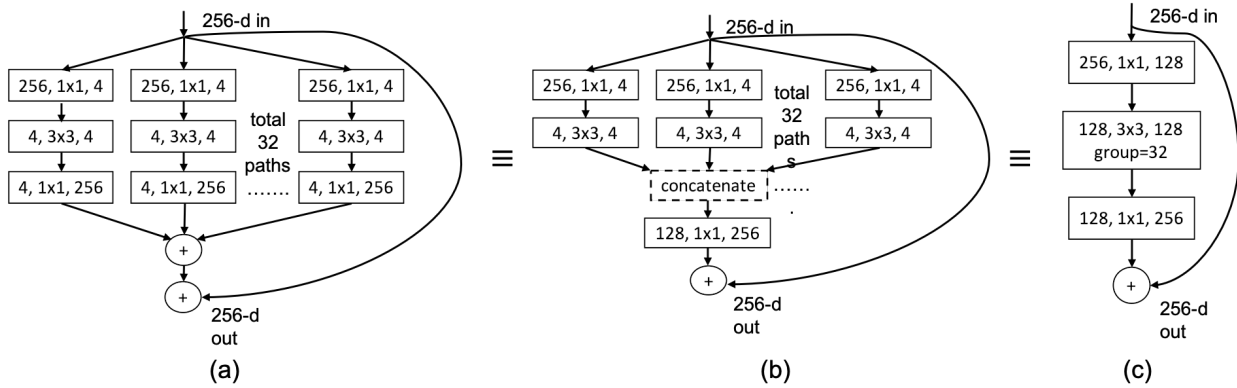 256-d in
256, 1x1, 4
256, 1x1, 4
256, 1x1, 4
total
32
paths
4, 3x3, 4
4, 3x3, 4
4, 3x3, 4
4, 1x1, 256
4, 1x1, 256
.......
4, 1x1, 256
+
+
256-d
out
(a)
≡
256-d in
256, 1x1, 4
256, 1x1, 4
256, 1x1, 4
total
32
path
s
4, 3x3, 4
4, 3x3, 4
4, 3x3, 4
concatenate
......
.
128, 1x1, 256
+
256-d
out
(b)
≡
256-d in
256, 1x1, 128
128, 3x3, 128
group=32
128, 1x1, 256
+
256-d
out
(c)